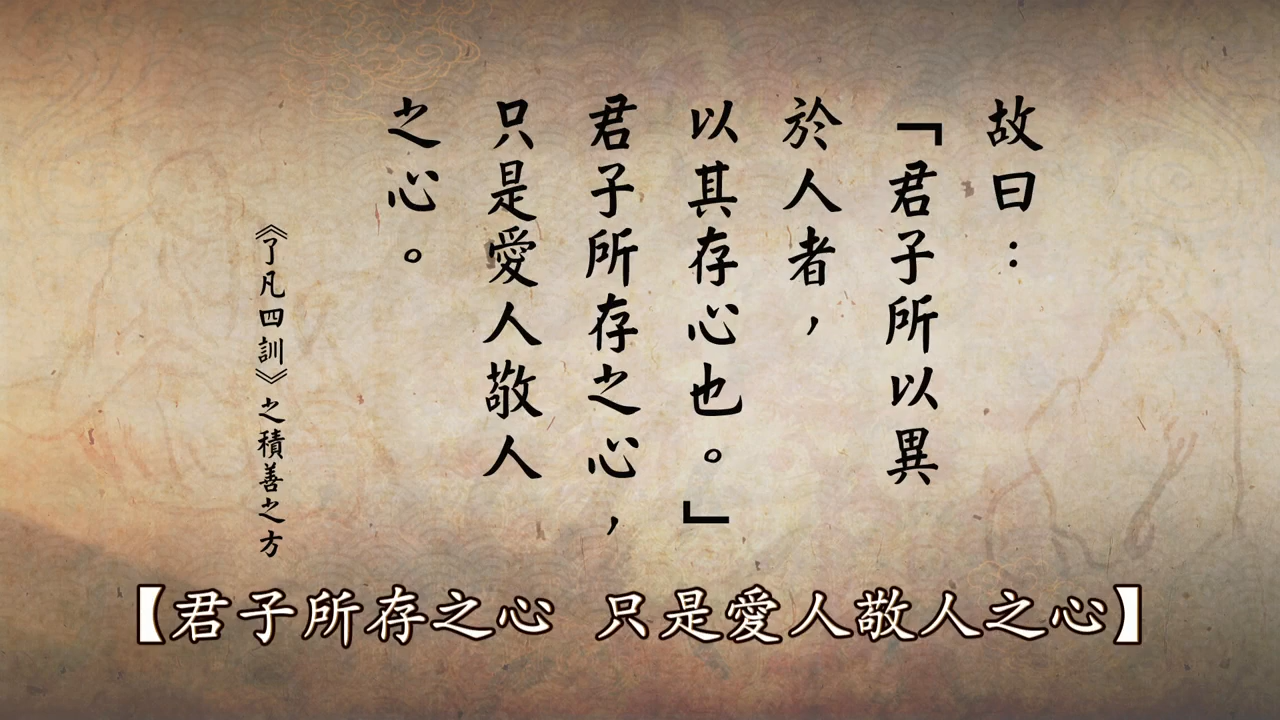 故曰：
「君子所以異
於人者，
以其存心也。」
君子所存之心，
只是愛人敬人
之心。
《了凡四訓》之積善之方
【君子所存之心 只是愛人敬人之心】